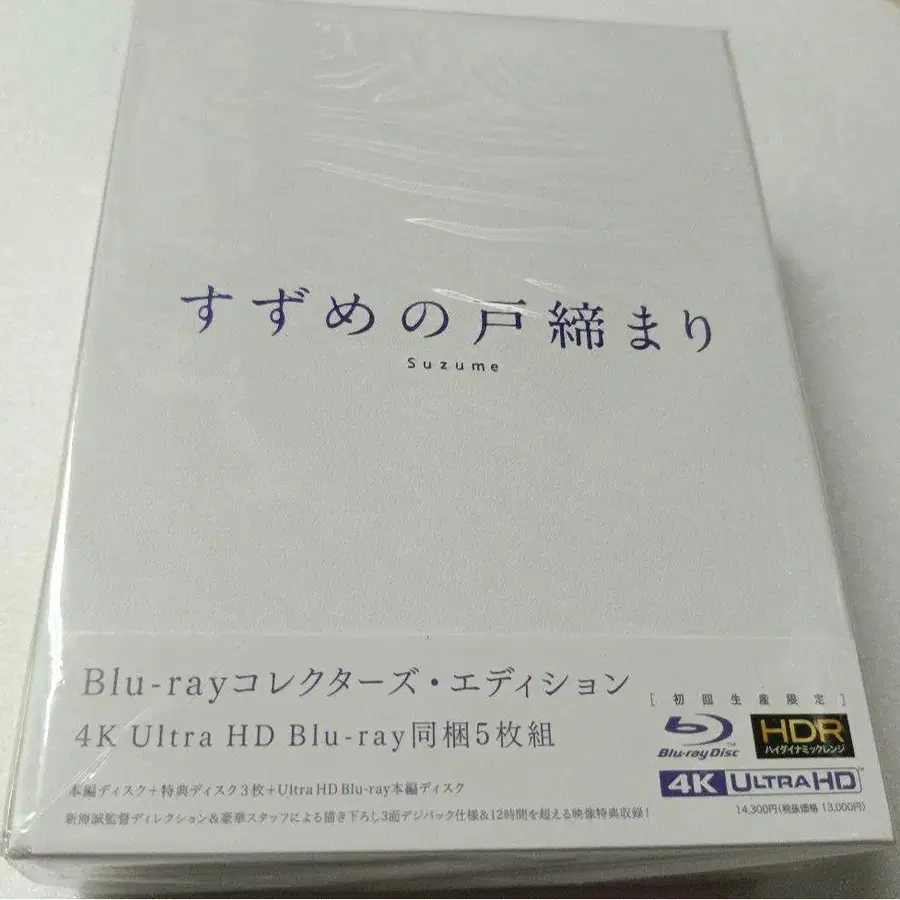 すずめの戸締まり
Suzume
Blu-rayコレクターズ・エディション
4K Ultra HD Blu-ray同梱5枚組
本編ディスク+特典ディスク3枚+Ultra HD Blu-ray本編ディスク
新海誠監督ディレクション&豪華スタッフによる描き下ろし3面デジパック仕様&12時間を超える映像特典収録!
[初回生産限定]
Blu-ray Disc™
HDR
ハイダイナミックレンジ
4K ULTRA HD™
14,300円(税抜価格 13,000円)